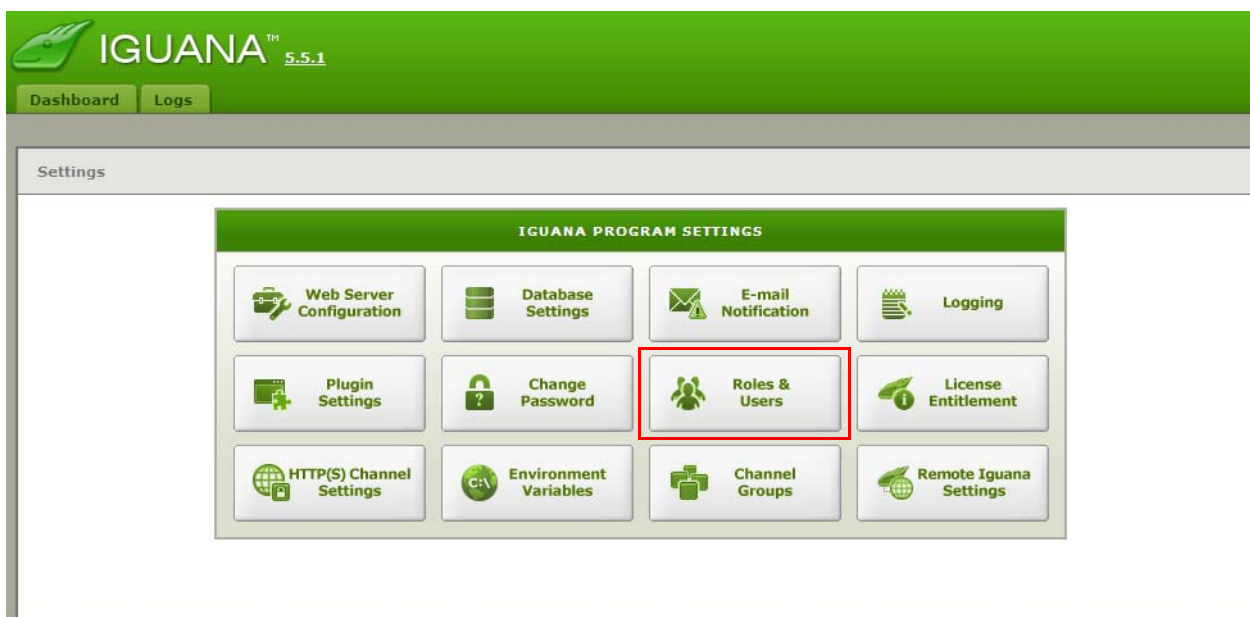 IGUANA™ 5.5.1
Dashboard Logs
Settings
IGUANA PROGRAM SETTINGS
Web Server
Configuration
Database
Settings
E-mail
Notification
Logging
Plugin
Settings
?
Change
Password
Roles &
Users
i
License
Entitlement
HTTP(S) Channel
Settings
C:\
Environment
Variables
Channel
Groups
Remote Iguana
Settings